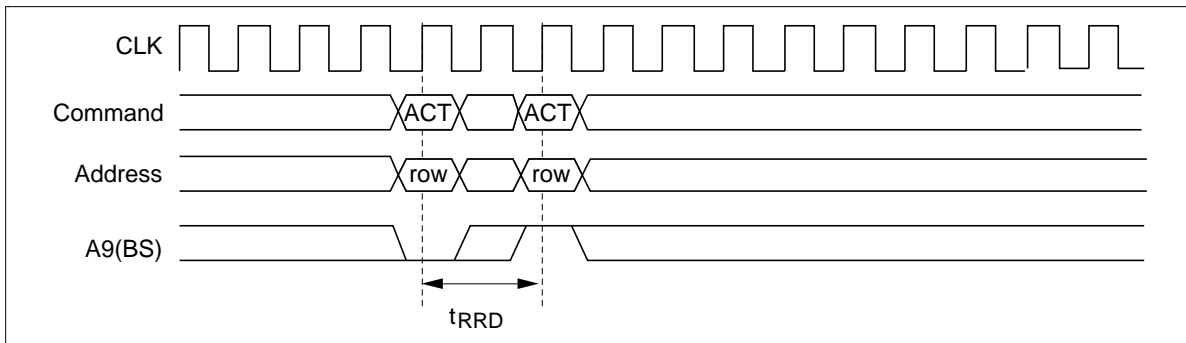 CLK
Command
ACT
ACT
Address
row
row
A9(BS)
tRRD